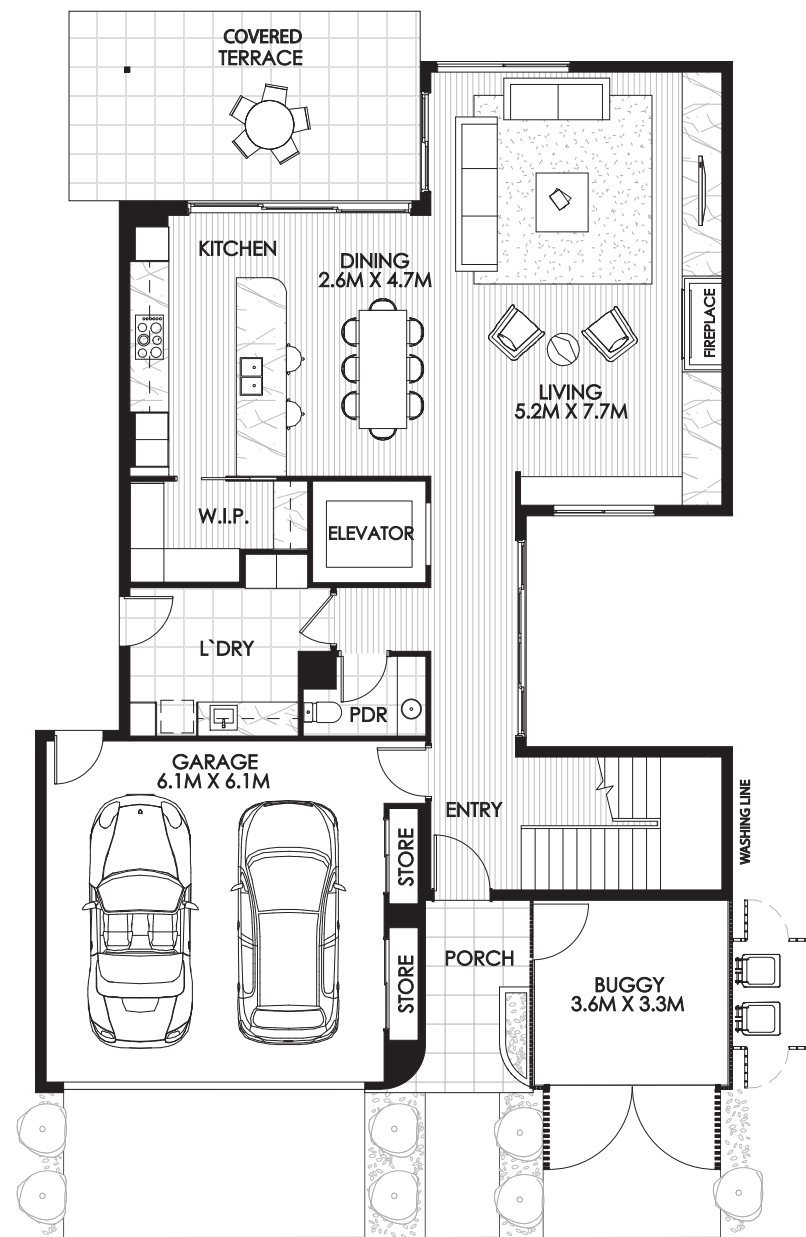 COVERED
TERRACE
KITCHEN
DINING
2.6M X 4.7M
FIREPLACE
LIVING
5.2M X 7.7M
W.I.P.
ELEVATOR
L`DRY
PDR
GARAGE
6.1M X 6.1M
ENTRY
WASHING LINE
STORE
STORE
PORCH
BUGGY
3.6M X 3.3M